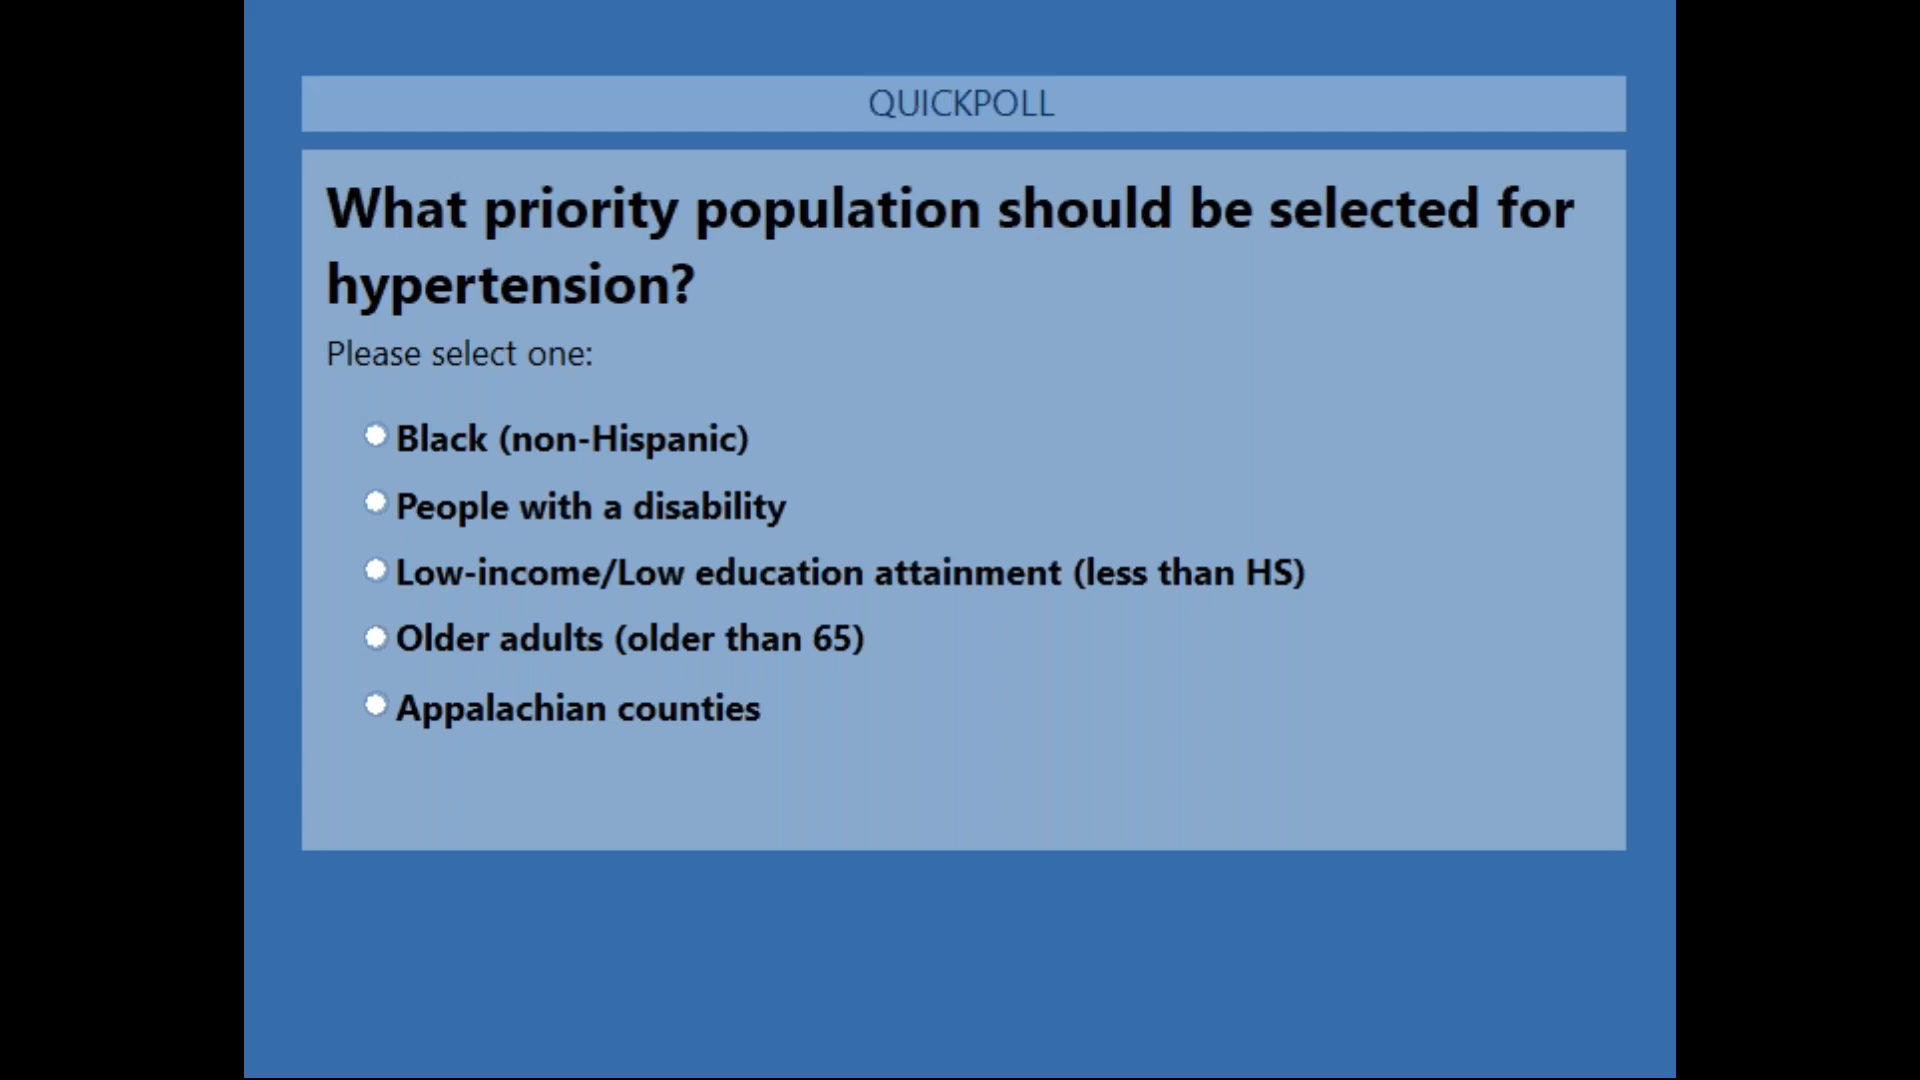 QUICKPOLL
What priority population should be selected for
hypertension?
Please select one:
Black (non-Hispanic)
People with a disability
Low-income/Low education attainment (less than HS)
Older adults (older than 65)
Appalachian counties